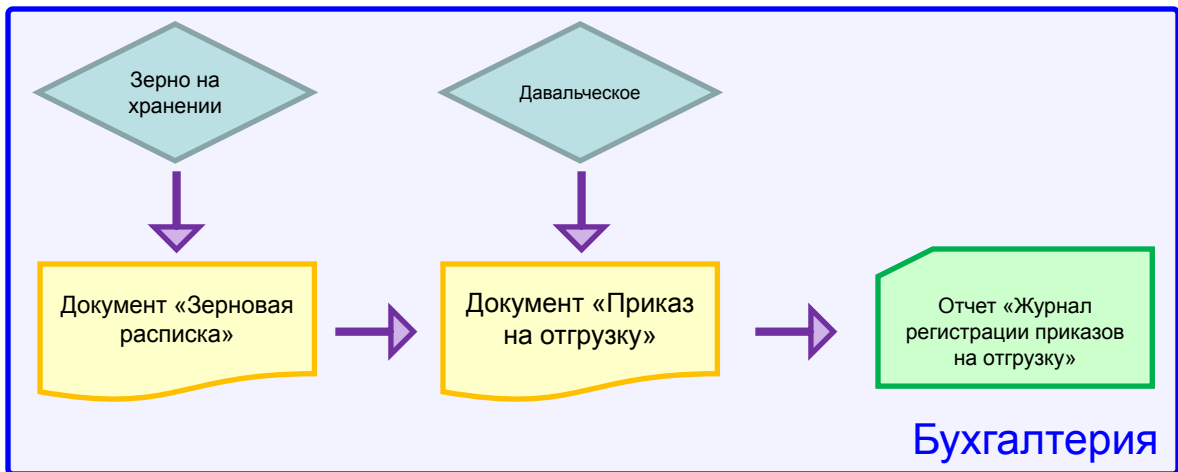 Зерно на
хранении
Давальческое
Документ «Зерновая
расписка»
Документ «Приказ
на отгрузку»
Отчет «Журнал
регистрации приказов
на отгрузку»
Бухгалтерия